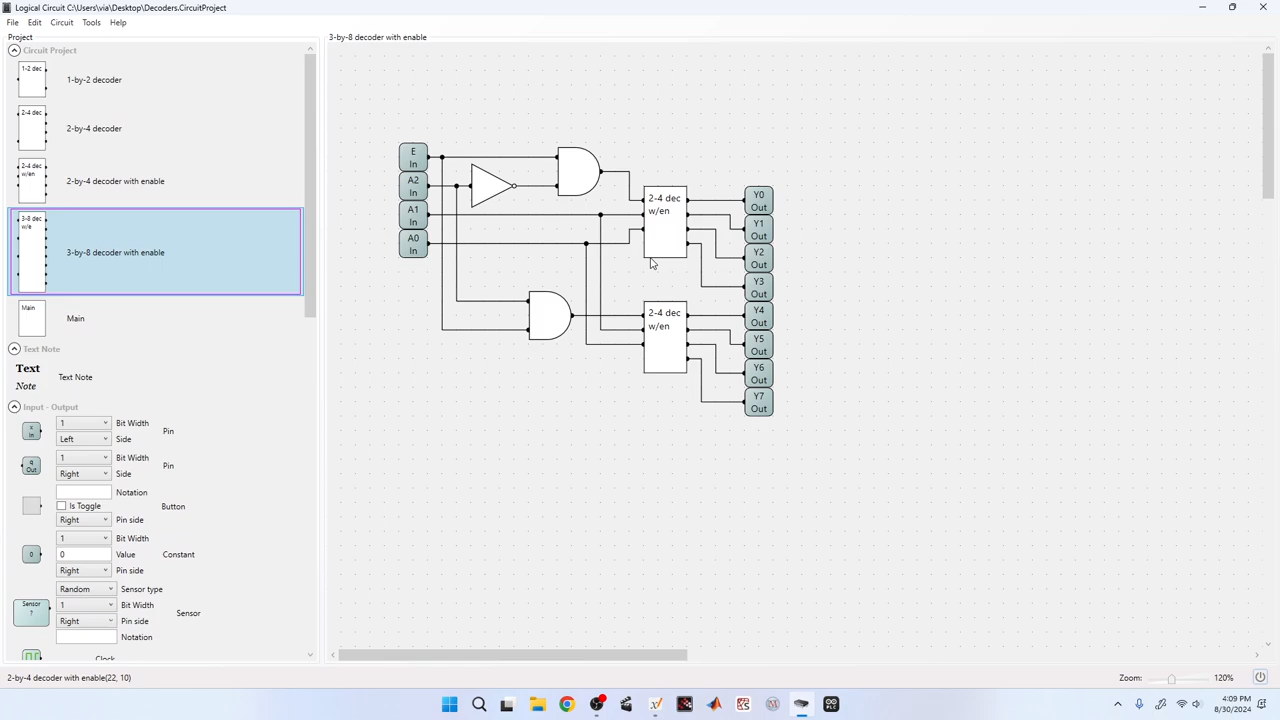 Logical Circuit C:\Users\via\Desktop\Decoders.CircuitProject
File Edit Circuit Tools Help
Project
Circuit Project
1-2 dec
1-by-2 decoder
2-4 dec
2-by-4 decoder
2-4 dec
w/en
2-by-4 decoder with enable
3-8 dec
w/e
3-by-8 decoder with enable
Main
Main
Text Note
Text
Note
Text Note
Input - Output
x
In
1
Bit Width
Left
Side
Pin
q
Out
1
Bit Width
Right
Side
Pin
Notation
Is Toggle
Button
Right
Pin side
0
1
Bit Width
0
Value
Constant
Right
Pin side
Sensor
?
Random
Sensor type
1
Bit Width
Sensor
Right
Pin side
Notation
Clock
3-by-8 decoder with enable
E
In
A2
In
A1
In
A0
In
2-4 dec
w/en
2-4 dec
w/en
Y0
Out
Y1
Out
Y2
Out
Y3
Out
Y4
Out
Y5
Out
Y6
Out
Y7
Out
2-by-4 decoder with enable(22, 10)
Zoom:
120%
PLC
4:09 PM
8/30/2024